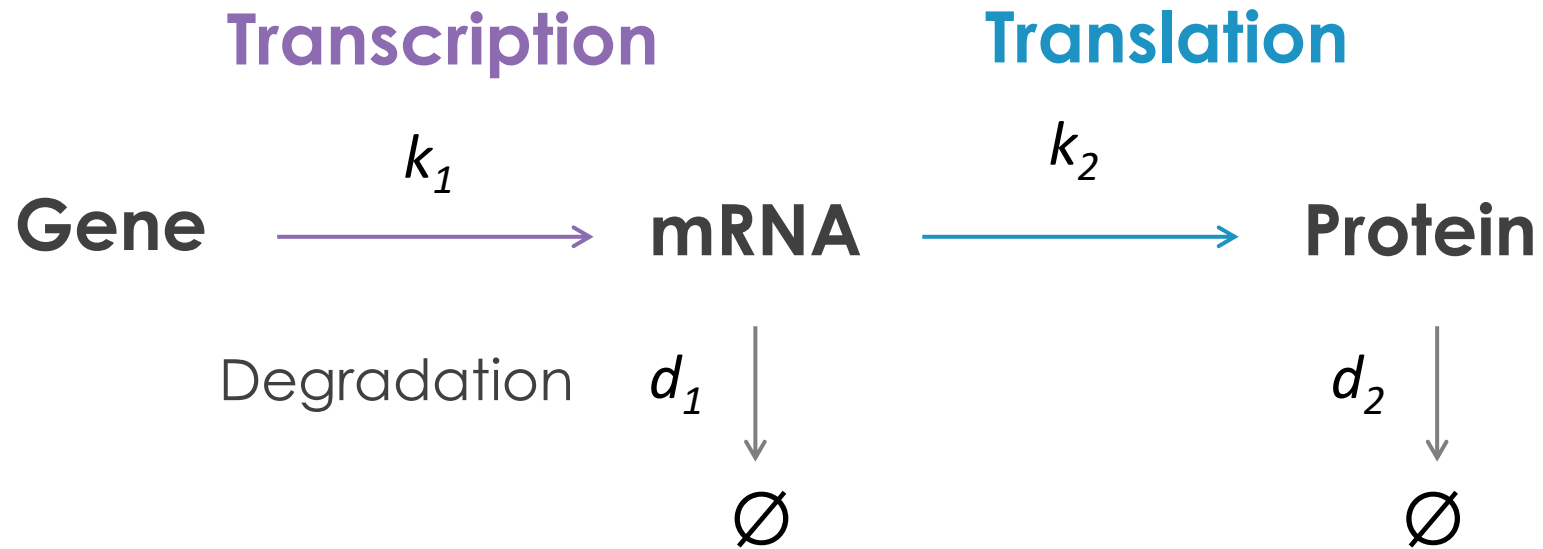 Transcription Translation
k1 k2
Gene mRNA Protein
Degradation d1 d2
∅ ∅